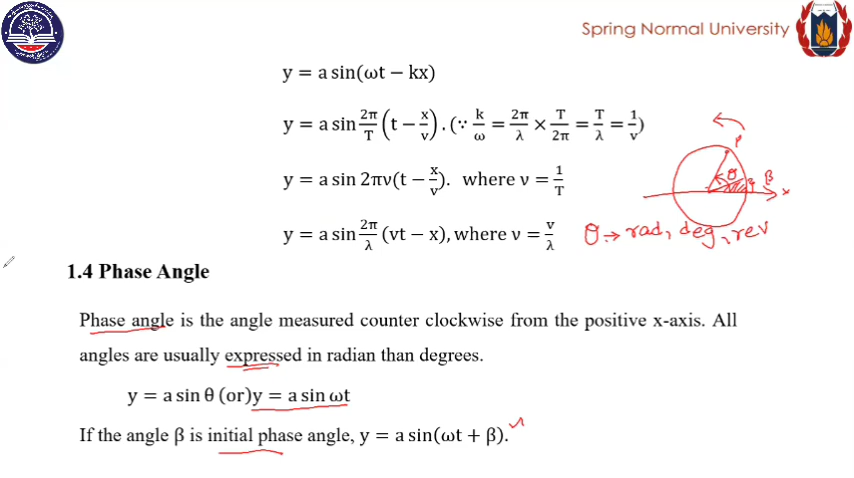 Spring Normal University
y = a sin(ωt − kx)
y = a sin 2π/T (t − x/v) . (∵ k/ω = 2π/λ × T/2π = T/λ = 1/v)
y = a sin 2πν(t − x/v). where ν = 1/T
y = a sin 2π/λ (vt − x), where ν = v/λ
P
θ
β
x
θ → rad, deg, rev
1.4 Phase Angle
Phase angle is the angle measured counter clockwise from the positive x-axis. All
angles are usually expressed in radian than degrees.
y = a sin θ (or)y = a sin ωt
If the angle β is initial phase angle, y = a sin(ωt + β).